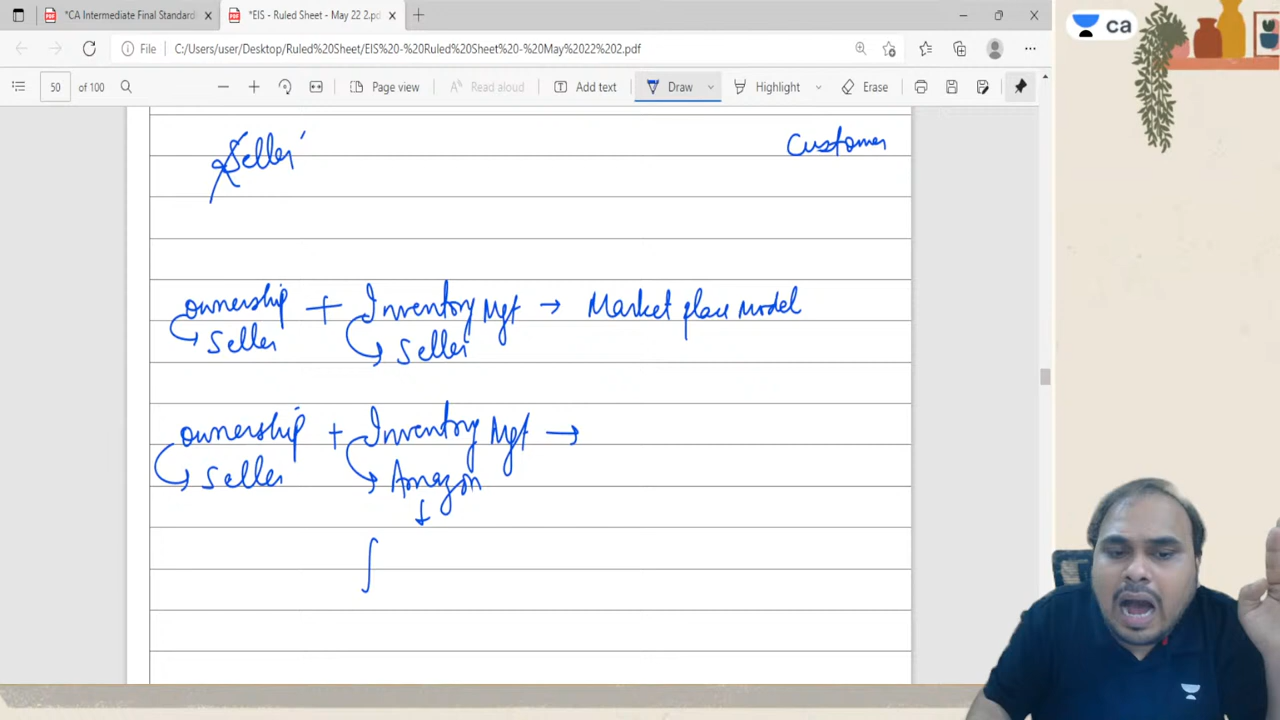 *CA Intermediate Final Standard
*EIS - Ruled Sheet - May 22 2.pd
File C:/Users/user/Desktop/Ruled%20Sheet/EIS%20-%20Ruled%20Sheet%20-%20May%2022%202.pdf
50 of 100 Page view Read aloud Add text Draw Highlight Erase
ca
Seller Customer
ownership + Inventory Mgt → Market place model
Seller Seller
ownership + Inventory Mgt →
Seller Amazon